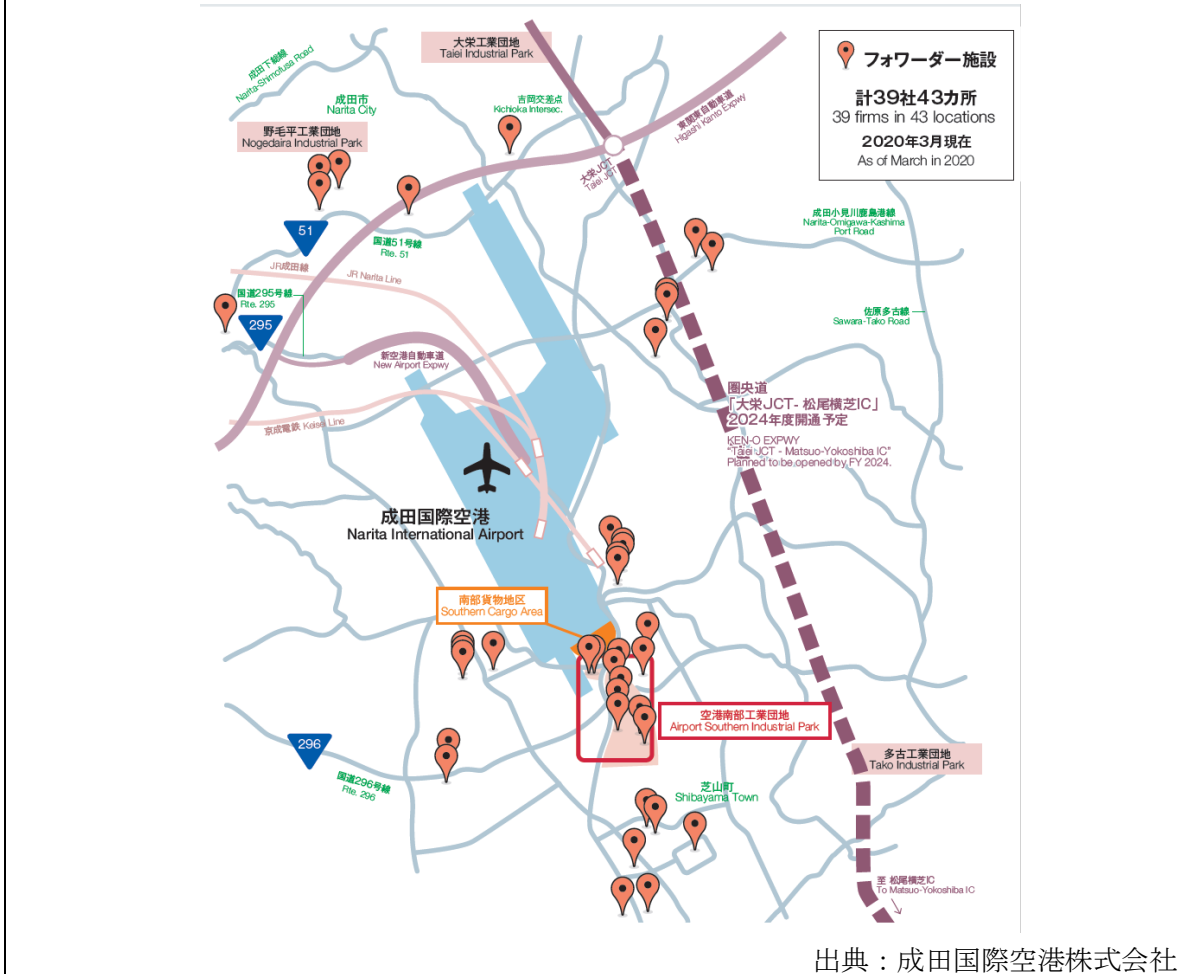 大栄工業団地
Taiei Industrial Park
フォワーダー施設
計39社43カ所
39 firms in 43 locations
2020年3月現在
As of March in 2020
成田下総線
Narita-Shimofusa Road
成田市
Narita City
吉岡交差点
Kichioka Intersec.
東関東自動車道
Higashi Kanto Expwy
野毛平工業団地
Nogedaira Industrial Park
大栄JCT
Taiei JCT
成田小見川鹿島港線
Narita-Omigawa-Kashima
Port Road
51
国道51号線
Rte. 51
JR成田線
JR Narita Line
国道295号線
Rte. 295
295
佐原多古線
Sawara-Tako Road
新空港自動車道
New Airport Expwy
圏央道
「大栄JCT- 松尾横芝IC」
2024年度開通予定
KEN-O EXPWY
"Taiei JCT - Matsuo-Yokoshiba IC"
Planned to be opened by FY 2024.
京成電鉄 Keisei Line
成田国際空港
Narita International Airport
南部貨物地区
Southern Cargo Area
空港南部工業団地
Airport Southern Industrial Park
296
国道296号線
Rte. 296
多古工業団地
Tako Industrial Park
芝山町
Shibayama Town
至 松尾横芝IC
To Matsuo-Yokoshiba IC
出典：成田国際空港株式会社